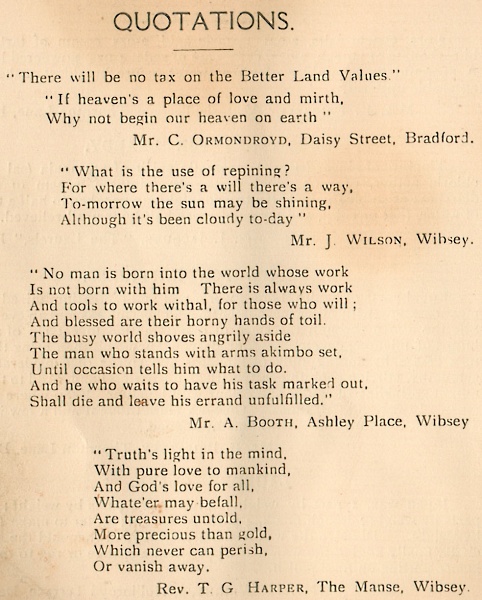 QUOTATIONS.
"There will be no tax on the Better Land Values."
"If heaven's a place of love and mirth,
Why not begin our heaven on earth"
Mr. C. ORMONDROYD, Daisy Street, Bradford.
"What is the use of repining?
For where there's a will there's a way,
To-morrow the sun may be shining,
Although it's been cloudy to-day"
Mr. J. WILSON, Wibsey.
"No man is born into the world whose work
Is not born with him There is always work
And tools to work withal, for those who will;
And blessed are their horny hands of toil.
The busy world shoves angrily aside
The man who stands with arms akimbo set,
Until occasion tells him what to do.
And he who waits to have his task marked out,
Shall die and leave his errand unfulfilled."
Mr. A. BOOTH, Ashley Place, Wibsey
"Truth's light in the mind,
With pure love to mankind,
And God's love for all,
Whate'er may befall,
Are treasures untold,
More precious than gold,
Which never can perish,
Or vanish away.
Rev. T. G. HARPER, The Manse, Wibsey.